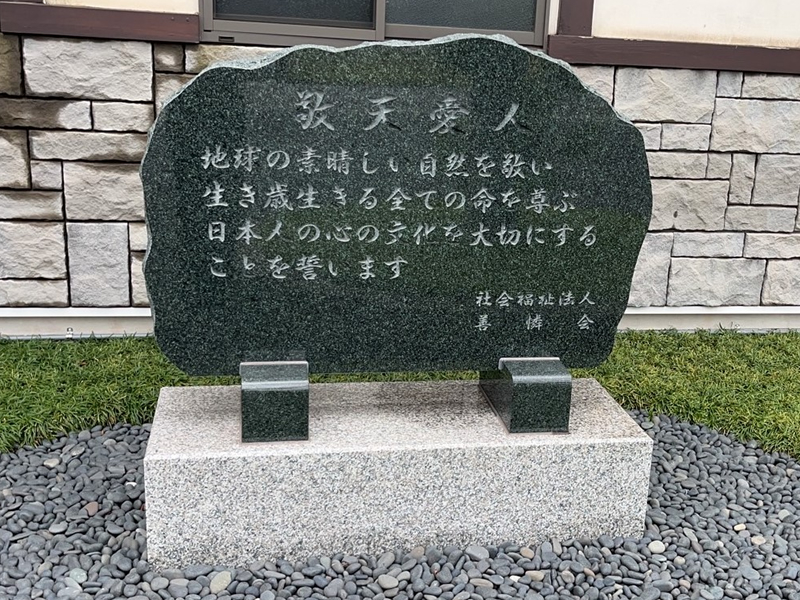 敬天愛人
地球の素晴しい自然を敬い
生き歳生きる全ての命を尊ぶ
日本人の心の文化を大切にする
ことを誓います
社会福祉法人
善憐会